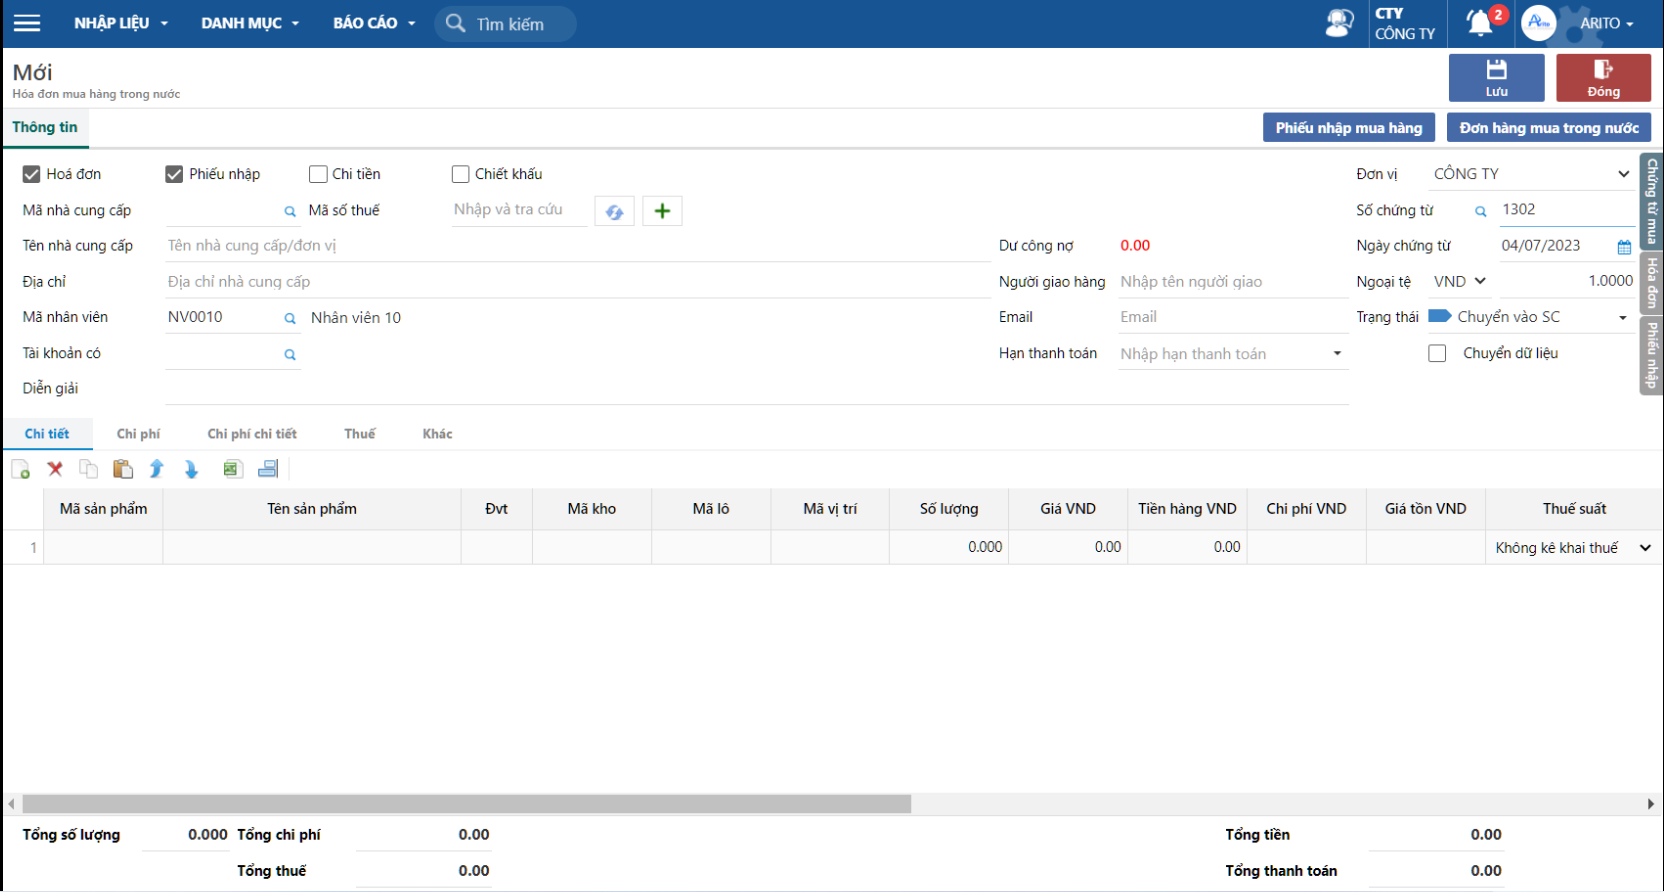 NHẬP LIỆU DANH MỤC BÁO CÁO Tìm kiếm CTY CÔNG TY 2 ARITO
Mới
Hóa đơn mua hàng trong nước
Lưu Đóng
Thông tin Phiếu nhập mua hàng Đơn hàng mua trong nước
Hoá đơn Phiếu nhập Chi tiền Chiết khấu Đơn vị CÔNG TY
Mã nhà cung cấp Mã số thuế Nhập và tra cứu Số chứng từ 1302
Tên nhà cung cấp Tên nhà cung cấp/đơn vị Dư công nợ 0.00 Ngày chứng từ 04/07/2023
Địa chỉ Địa chỉ nhà cung cấp Người giao hàng Nhập tên người giao Ngoại tệ VND 1.0000
Mã nhân viên NV0010 Nhân viên 10 Email Email Trạng thái Chuyển vào SC
Tài khoản có Hạn thanh toán Nhập hạn thanh toán Chuyển dữ liệu
Diễn giải
Chứng từ mua
Hóa đơn
Phiếu nhập
Chi tiết Chi phí Chi phí chi tiết Thuế Khác
Mã sản phẩm Tên sản phẩm Đvt Mã kho Mã lô Mã vị trí Số lượng Giá VND Tiền hàng VND Chi phí VND Giá tồn VND Thuế suất
1 0.000 0.00 0.00 Không kê khai thuế
Tổng số lượng 0.000 Tổng chi phí 0.00 Tổng tiền 0.00
Tổng thuế 0.00 Tổng thanh toán 0.00